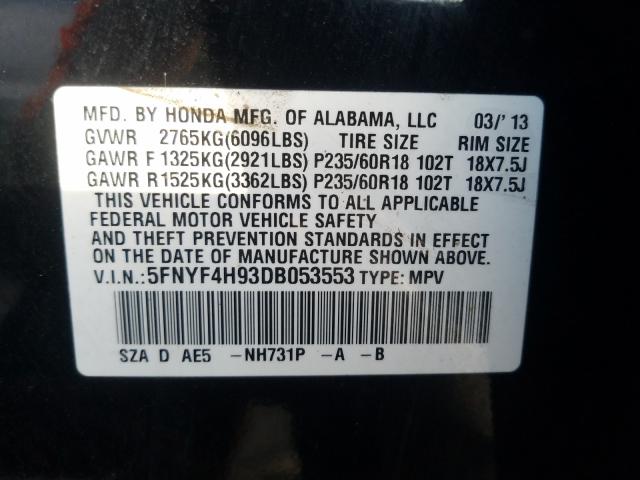 MFD. BY HONDA MFG. OF ALABAMA, LLC 03/'13
GVWR 2765KG(6096LBS) TIRE SIZE RIM SIZE
GAWR F 1325KG(2921LBS) P235/60R18 102T 18X7.5J
GAWR R 1525KG(3362LBS) P235/60R18 102T 18X7.5J
THIS VEHICLE CONFORMS TO ALL APPLICABLE
FEDERAL MOTOR VEHICLE SAFETY
AND THEFT PREVENTION STANDARDS IN EFFECT
ON THE DATE OF MANUFACTURE SHOWN ABOVE.
V.I.N.:5FNYF4H93DB053553 TYPE: MPV
SZA D AE5 -NH731P -A -B